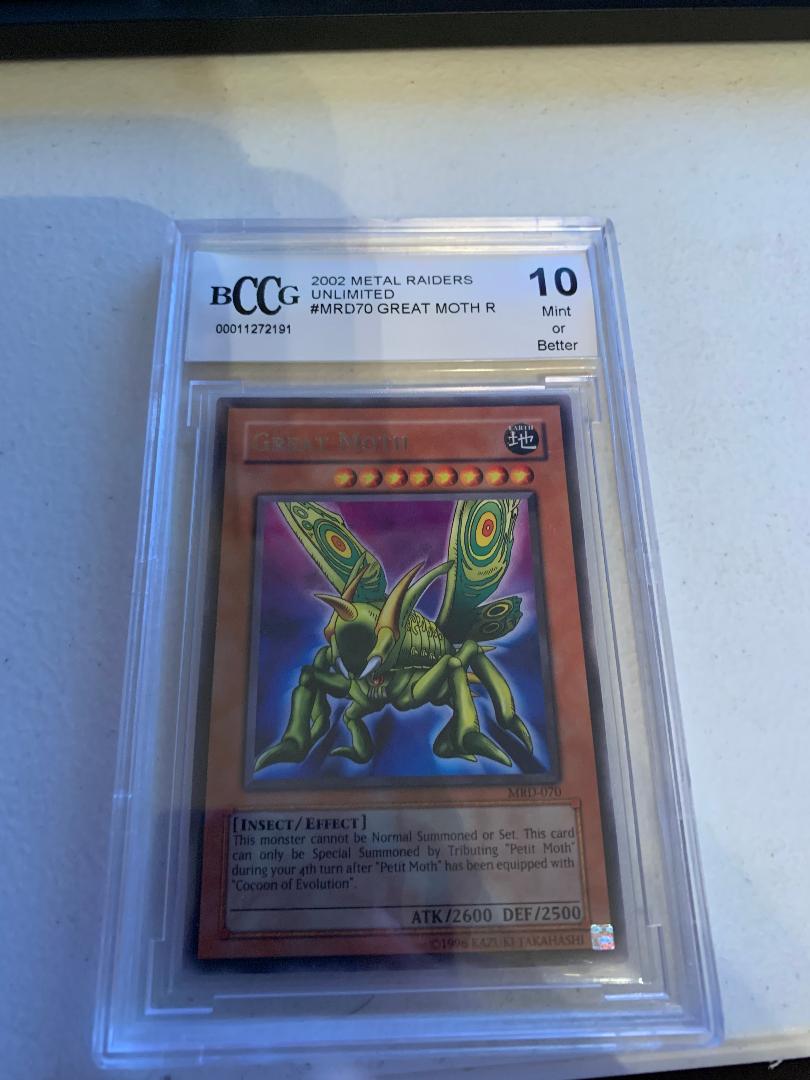 BCCG
00011272191
2002 METAL RAIDERS
UNLIMITED
#MRD70 GREAT MOTH R
10
Mint
or
Better
GREAT MOTH
EARTH
地
MRD-070
[INSECT/EFFECT]
This monster cannot be Normal Summoned or Set. This card
can only be Special Summoned by Tributing "Petit Moth"
during your 4th turn after "Petit Moth" has been equipped with
"Cocoon of Evolution".
ATK/2600 DEF/2500
©1996 KAZUKI TAKAHASHI